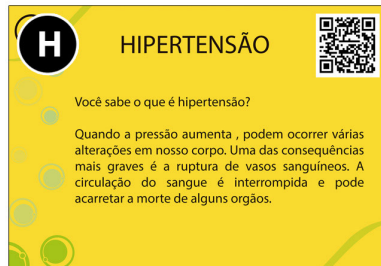 H
HIPERTENSÃO
Você sabe o que é hipertensão?
Quando a pressão aumenta , podem ocorrer várias
alterações em nosso corpo. Uma das consequências
mais graves é a ruptura de vasos sanguíneos. A
circulação do sangue é interrompida e pode
acarretar a morte de alguns orgãos.